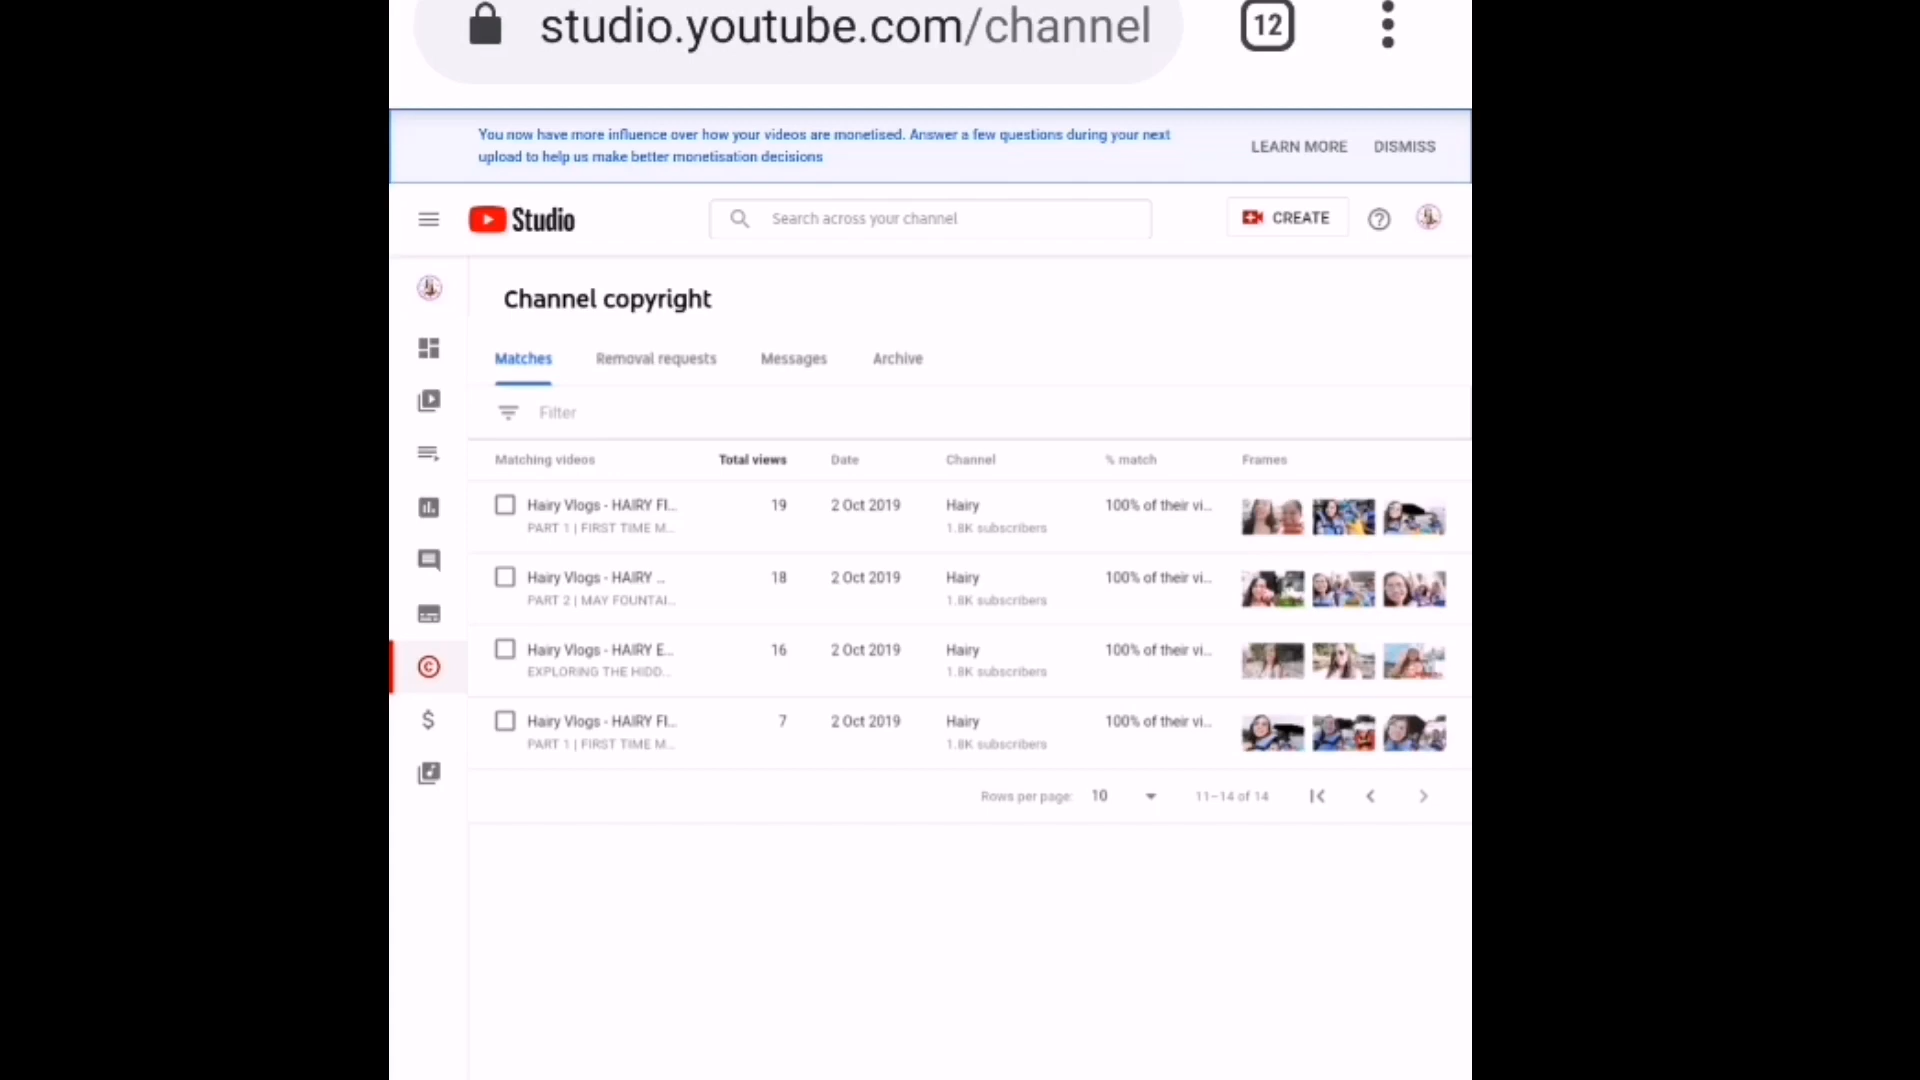 studio.youtube.com/channel
12
You now have more influence over how your videos are monetised. Answer a few questions during your next
upload to help us make better monetisation decisions
LEARN MORE
DISMISS
Studio
Search across your channel
CREATE
Channel copyright
Matches
Removal requests
Messages
Archive
Filter
Matching videos
Total views
Date
Channel
% match
Frames
Hairy Vlogs - HAIRY FI... 19 2 Oct 2019 Hairy 100% of their vi...
PART 1 | FIRST TIME M... 1.8K subscribers
Hairy Vlogs - HAIRY ... 18 2 Oct 2019 Hairy 100% of their vi...
PART 2 | MAY FOUNTAI... 1.8K subscribers
Hairy Vlogs - HAIRY E... 16 2 Oct 2019 Hairy 100% of their vi...
EXPLORING THE HIDD... 1.8K subscribers
Hairy Vlogs - HAIRY FI... 7 2 Oct 2019 Hairy 100% of their vi...
PART 1 | FIRST TIME M... 1.8K subscribers
Rows per page: 10 11–14 of 14